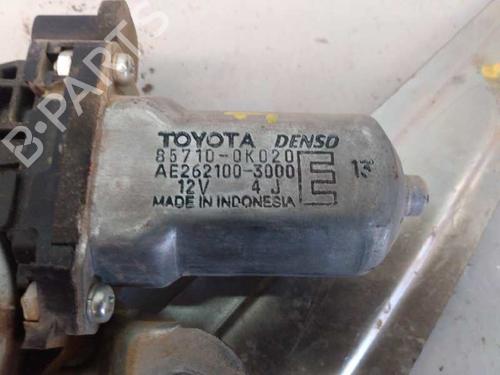 TOYOTA DENSO
85710-0K020
AE262100-3000
12V 4J
E 13
MADE IN INDONESIA
B-PARTS